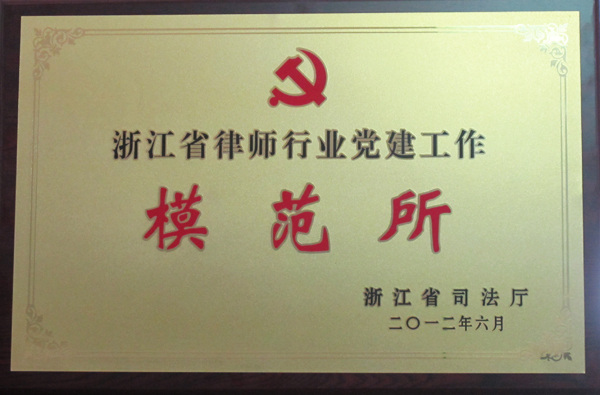 浙江省律师行业党建工作
模范所
浙江省司法厅
二〇一二年六月